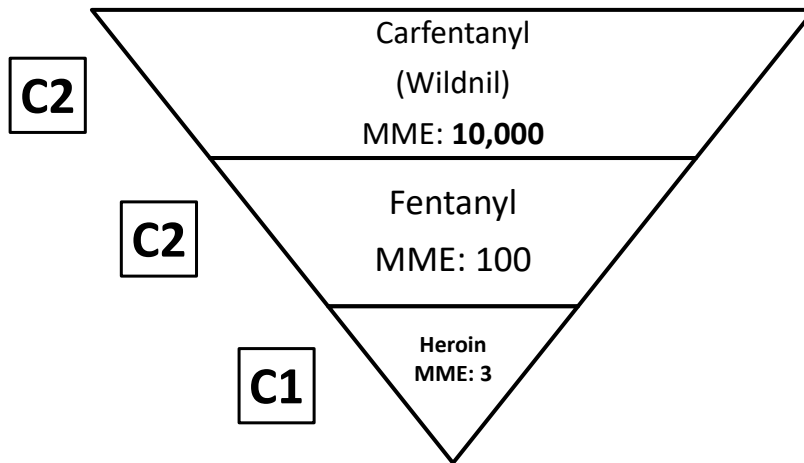 Carfentanyl
(Wildnil)
MME: 10,000
C2
Fentanyl
MME: 100
C2
Heroin
MME: 3
C1